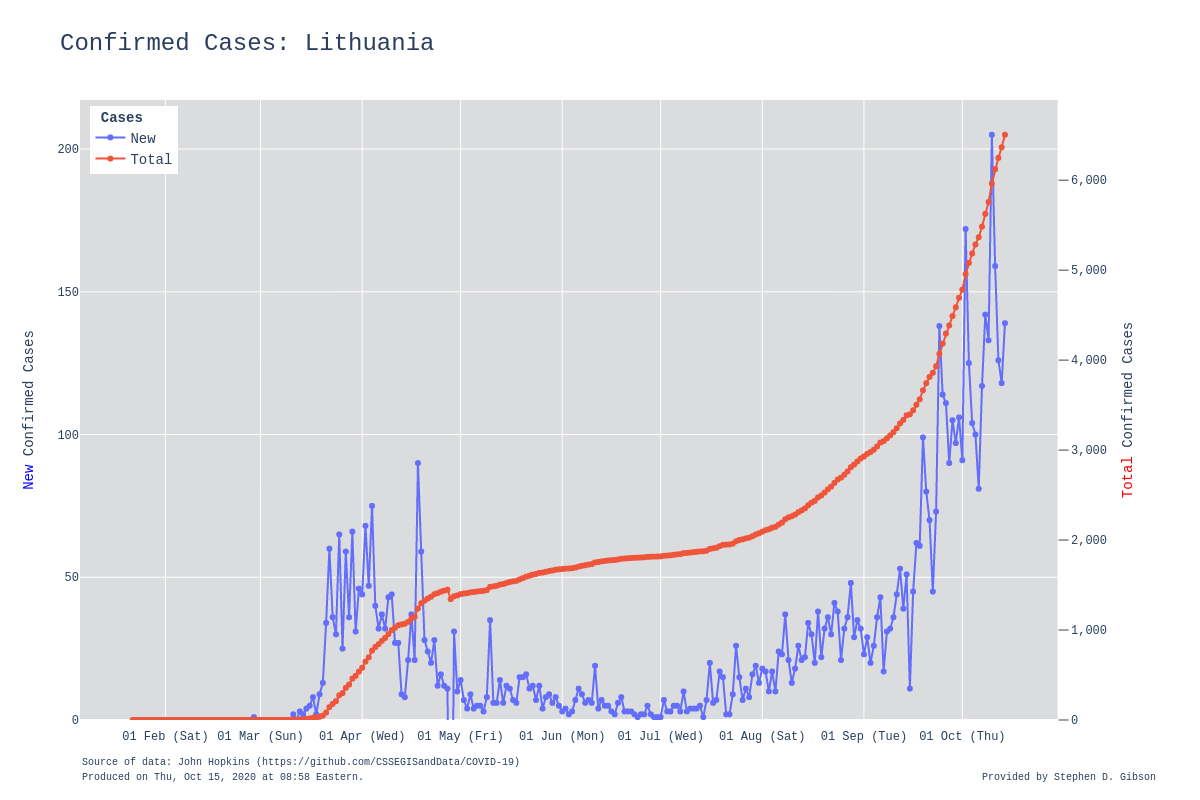 Confirmed Cases: Lithuania
Cases
New
Total
200
150
100
50
0
New Confirmed Cases
6,000
5,000
4,000
3,000
2,000
1,000
0
Total Confirmed Cases
01 Feb (Sat) 01 Mar (Sun) 01 Apr (Wed) 01 May (Fri) 01 Jun (Mon) 01 Jul (Wed) 01 Aug (Sat) 01 Sep (Tue) 01 Oct (Thu)
Source of data: John Hopkins (https://github.com/CSSEGISandData/COVID-19)
Produced on Thu, Oct 15, 2020 at 08:58 Eastern.
Provided by Stephen D. Gibson